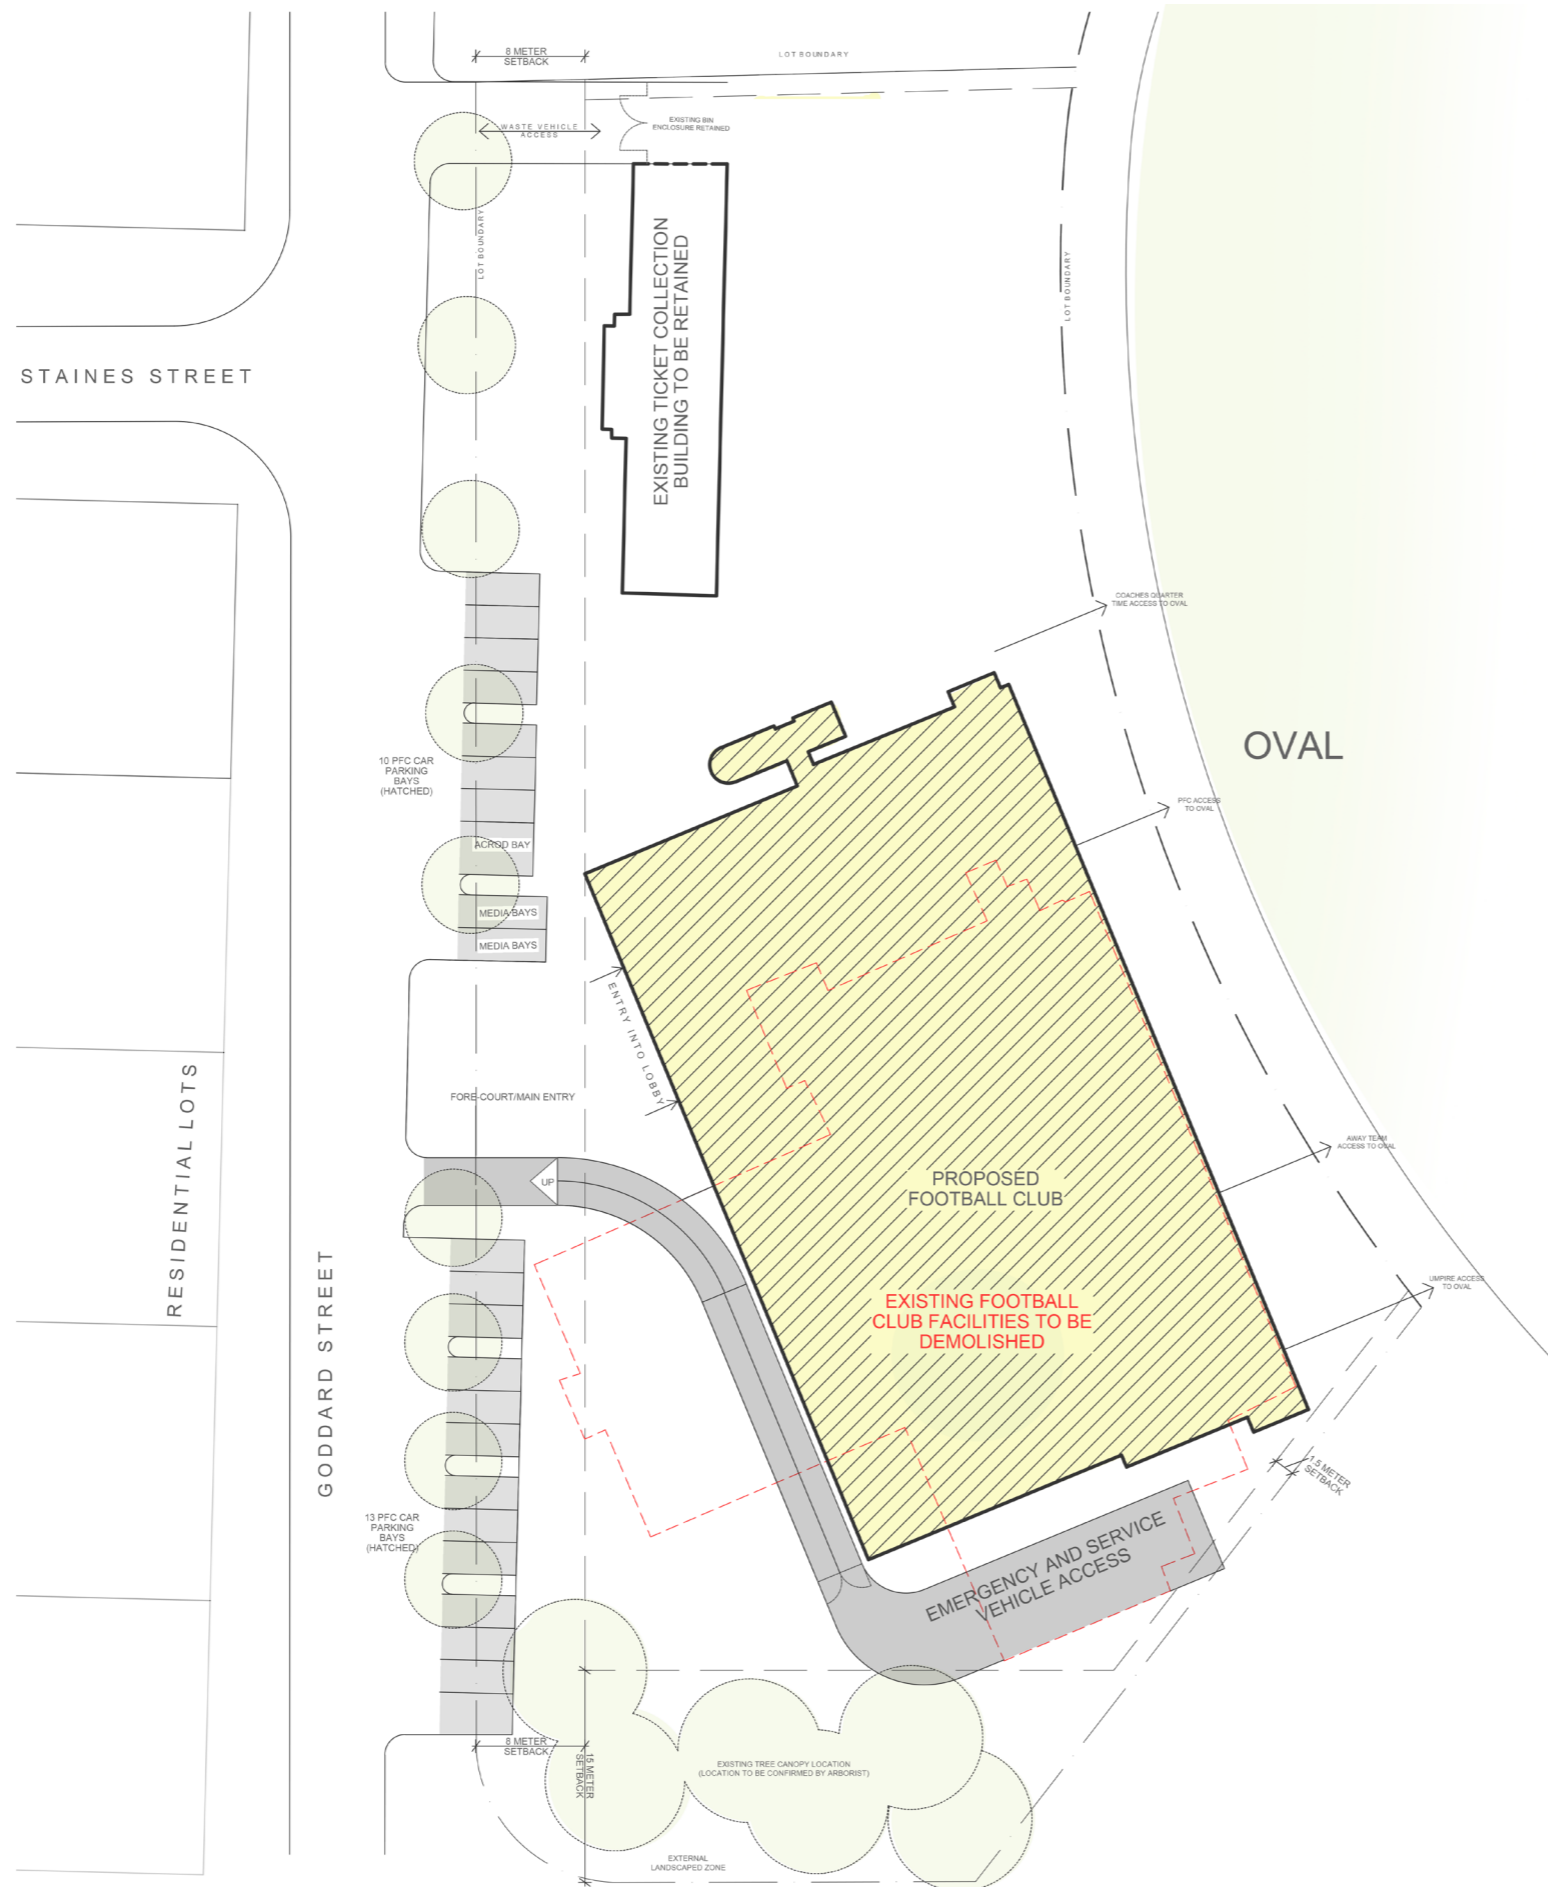 8 METER
SETBACK
LOT BOUNDARY
WASTE VEHICLE
ACCESS
EXISTING BIN
ENCLOSURE RETAINED
LOT BOUNDARY
EXISTING TICKET COLLECTION
BUILDING TO BE RETAINED
LOT BOUNDARY
STAINES STREET
COACHES QUARTER
TIME ACCESS TO OVAL
OVAL
10 PFC CAR
PARKING
BAYS
(HATCHED)
PFC ACCESS
TO OVAL
ACROD BAY
MEDIA BAYS
MEDIA BAYS
ENTRY INTO LOBBY
FORE-COURT/MAIN ENTRY
RESIDENTIAL LOTS
AWAY TEAM
ACCESS TO OVAL
UP
PROPOSED
FOOTBALL CLUB
GODDARD STREET
UMPIRE ACCESS
TO OVAL
EXISTING FOOTBALL
CLUB FACILITIES TO BE
DEMOLISHED
1.5 METER
SETBACK
13 PFC CAR
PARKING
BAYS
(HATCHED)
EMERGENCY AND SERVICE
VEHICLE ACCESS
8 METER
SETBACK
15 METER
SETBACK
EXISTING TREE CANOPY LOCATION
(LOCATION TO BE CONFIRMED BY ARBORIST)
EXTERNAL
LANDSCAPED ZONE